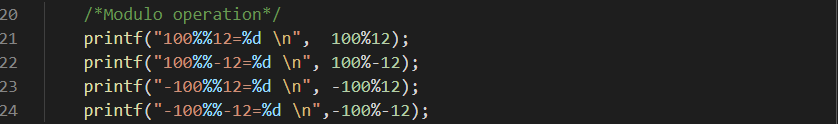 20 /*Modulo operation*/
21 printf("100%%12=%d \n",  100%12);
22 printf("100%%-12=%d \n", 100%-12);
23 printf("-100%%12=%d \n", -100%12);
24 printf("-100%%-12=%d \n",-100%-12);